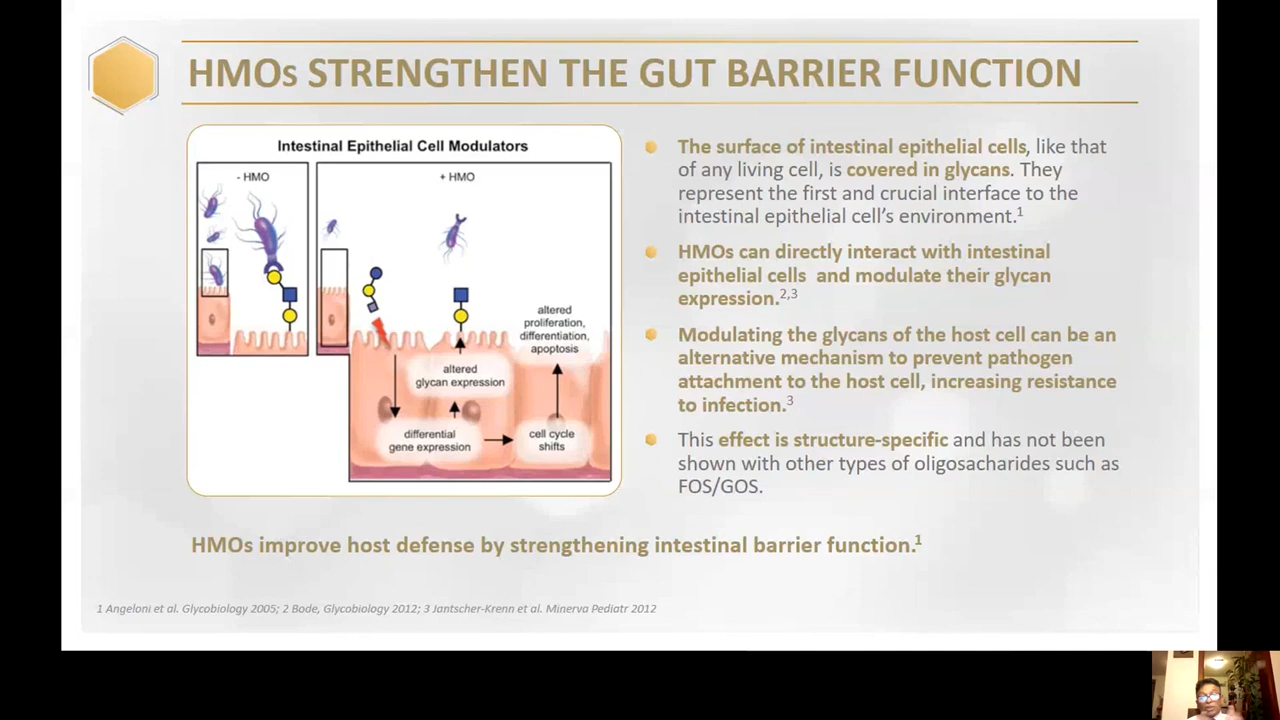 HMOs STRENGTHEN THE GUT BARRIER FUNCTION
Intestinal Epithelial Cell Modulators
- HMO
+ HMO
altered
proliferation,
differentiation,
apoptosis
altered
glycan expression
differential
gene expression
cell cycle
shifts
The surface of intestinal epithelial cells, like that
of any living cell, is covered in glycans. They
represent the first and crucial interface to the
intestinal epithelial cell's environment.1
HMOs can directly interact with intestinal
epithelial cells and modulate their glycan
expression.2,3
Modulating the glycans of the host cell can be an
alternative mechanism to prevent pathogen
attachment to the host cell, increasing resistance
to infection.3
This effect is structure-specific and has not been
shown with other types of oligosacharides such as
FOS/GOS.
HMOs improve host defense by strengthening intestinal barrier function.1
1 Angeloni et al. Glycobiology 2005; 2 Bode, Glycobiology 2012; 3 Jantscher-Krenn et al. Minerva Pediatr 2012